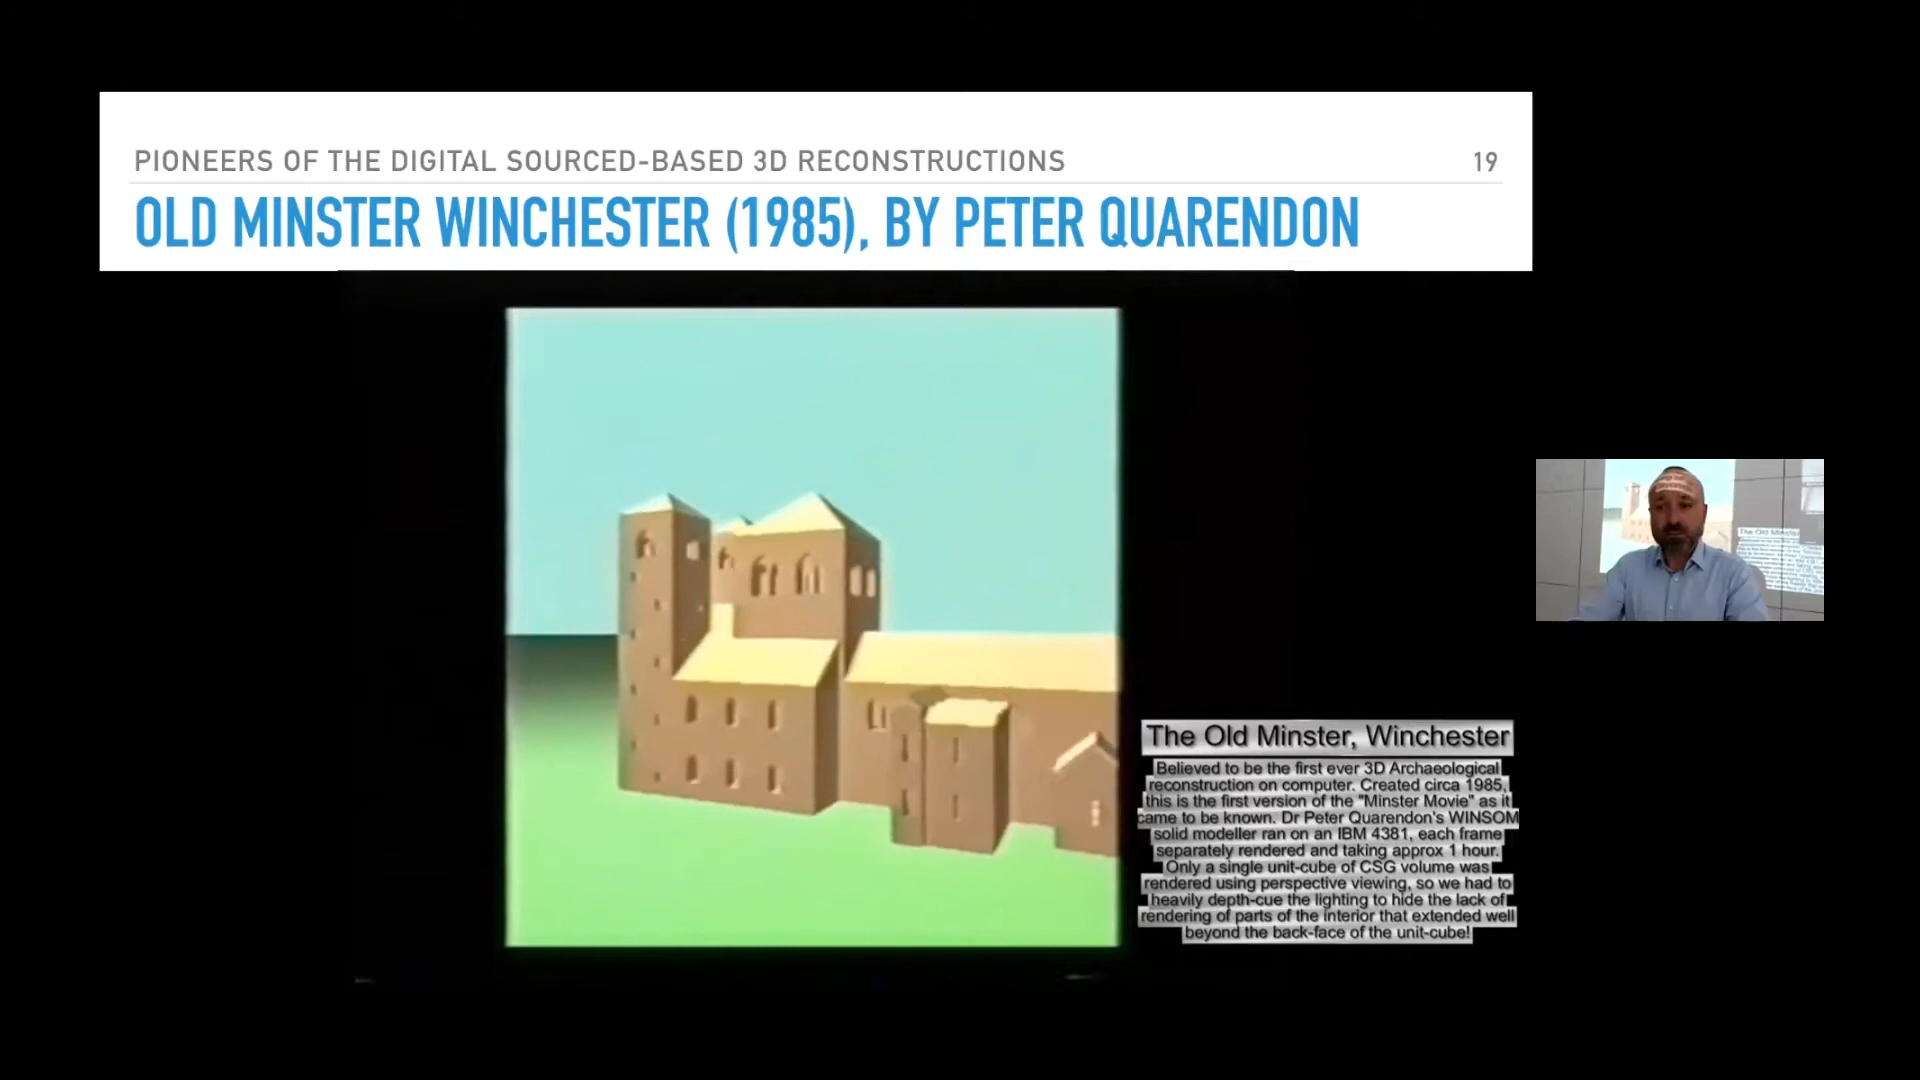 PIONEERS OF THE DIGITAL SOURCED-BASED 3D RECONSTRUCTIONS
19
OLD MINSTER WINCHESTER (1985), BY PETER QUARENDON
The Old Minster, Winchester
Believed to be the first ever 3D Archaeological
reconstruction on computer. Created circa 1985,
this is the first version of the "Minster Movie" as it
came to be known. Dr Peter Quarendon's WINSOM
solid modeller ran on an IBM 4381, each frame
separately rendered and taking approx 1 hour.
Only a single unit-cube of CSG volume was
rendered using perspective viewing, so we had to
heavily depth-cue the lighting to hide the lack of
rendering of parts of the interior that extended well
beyond the back-face of the unit-cube!
The Old Minster